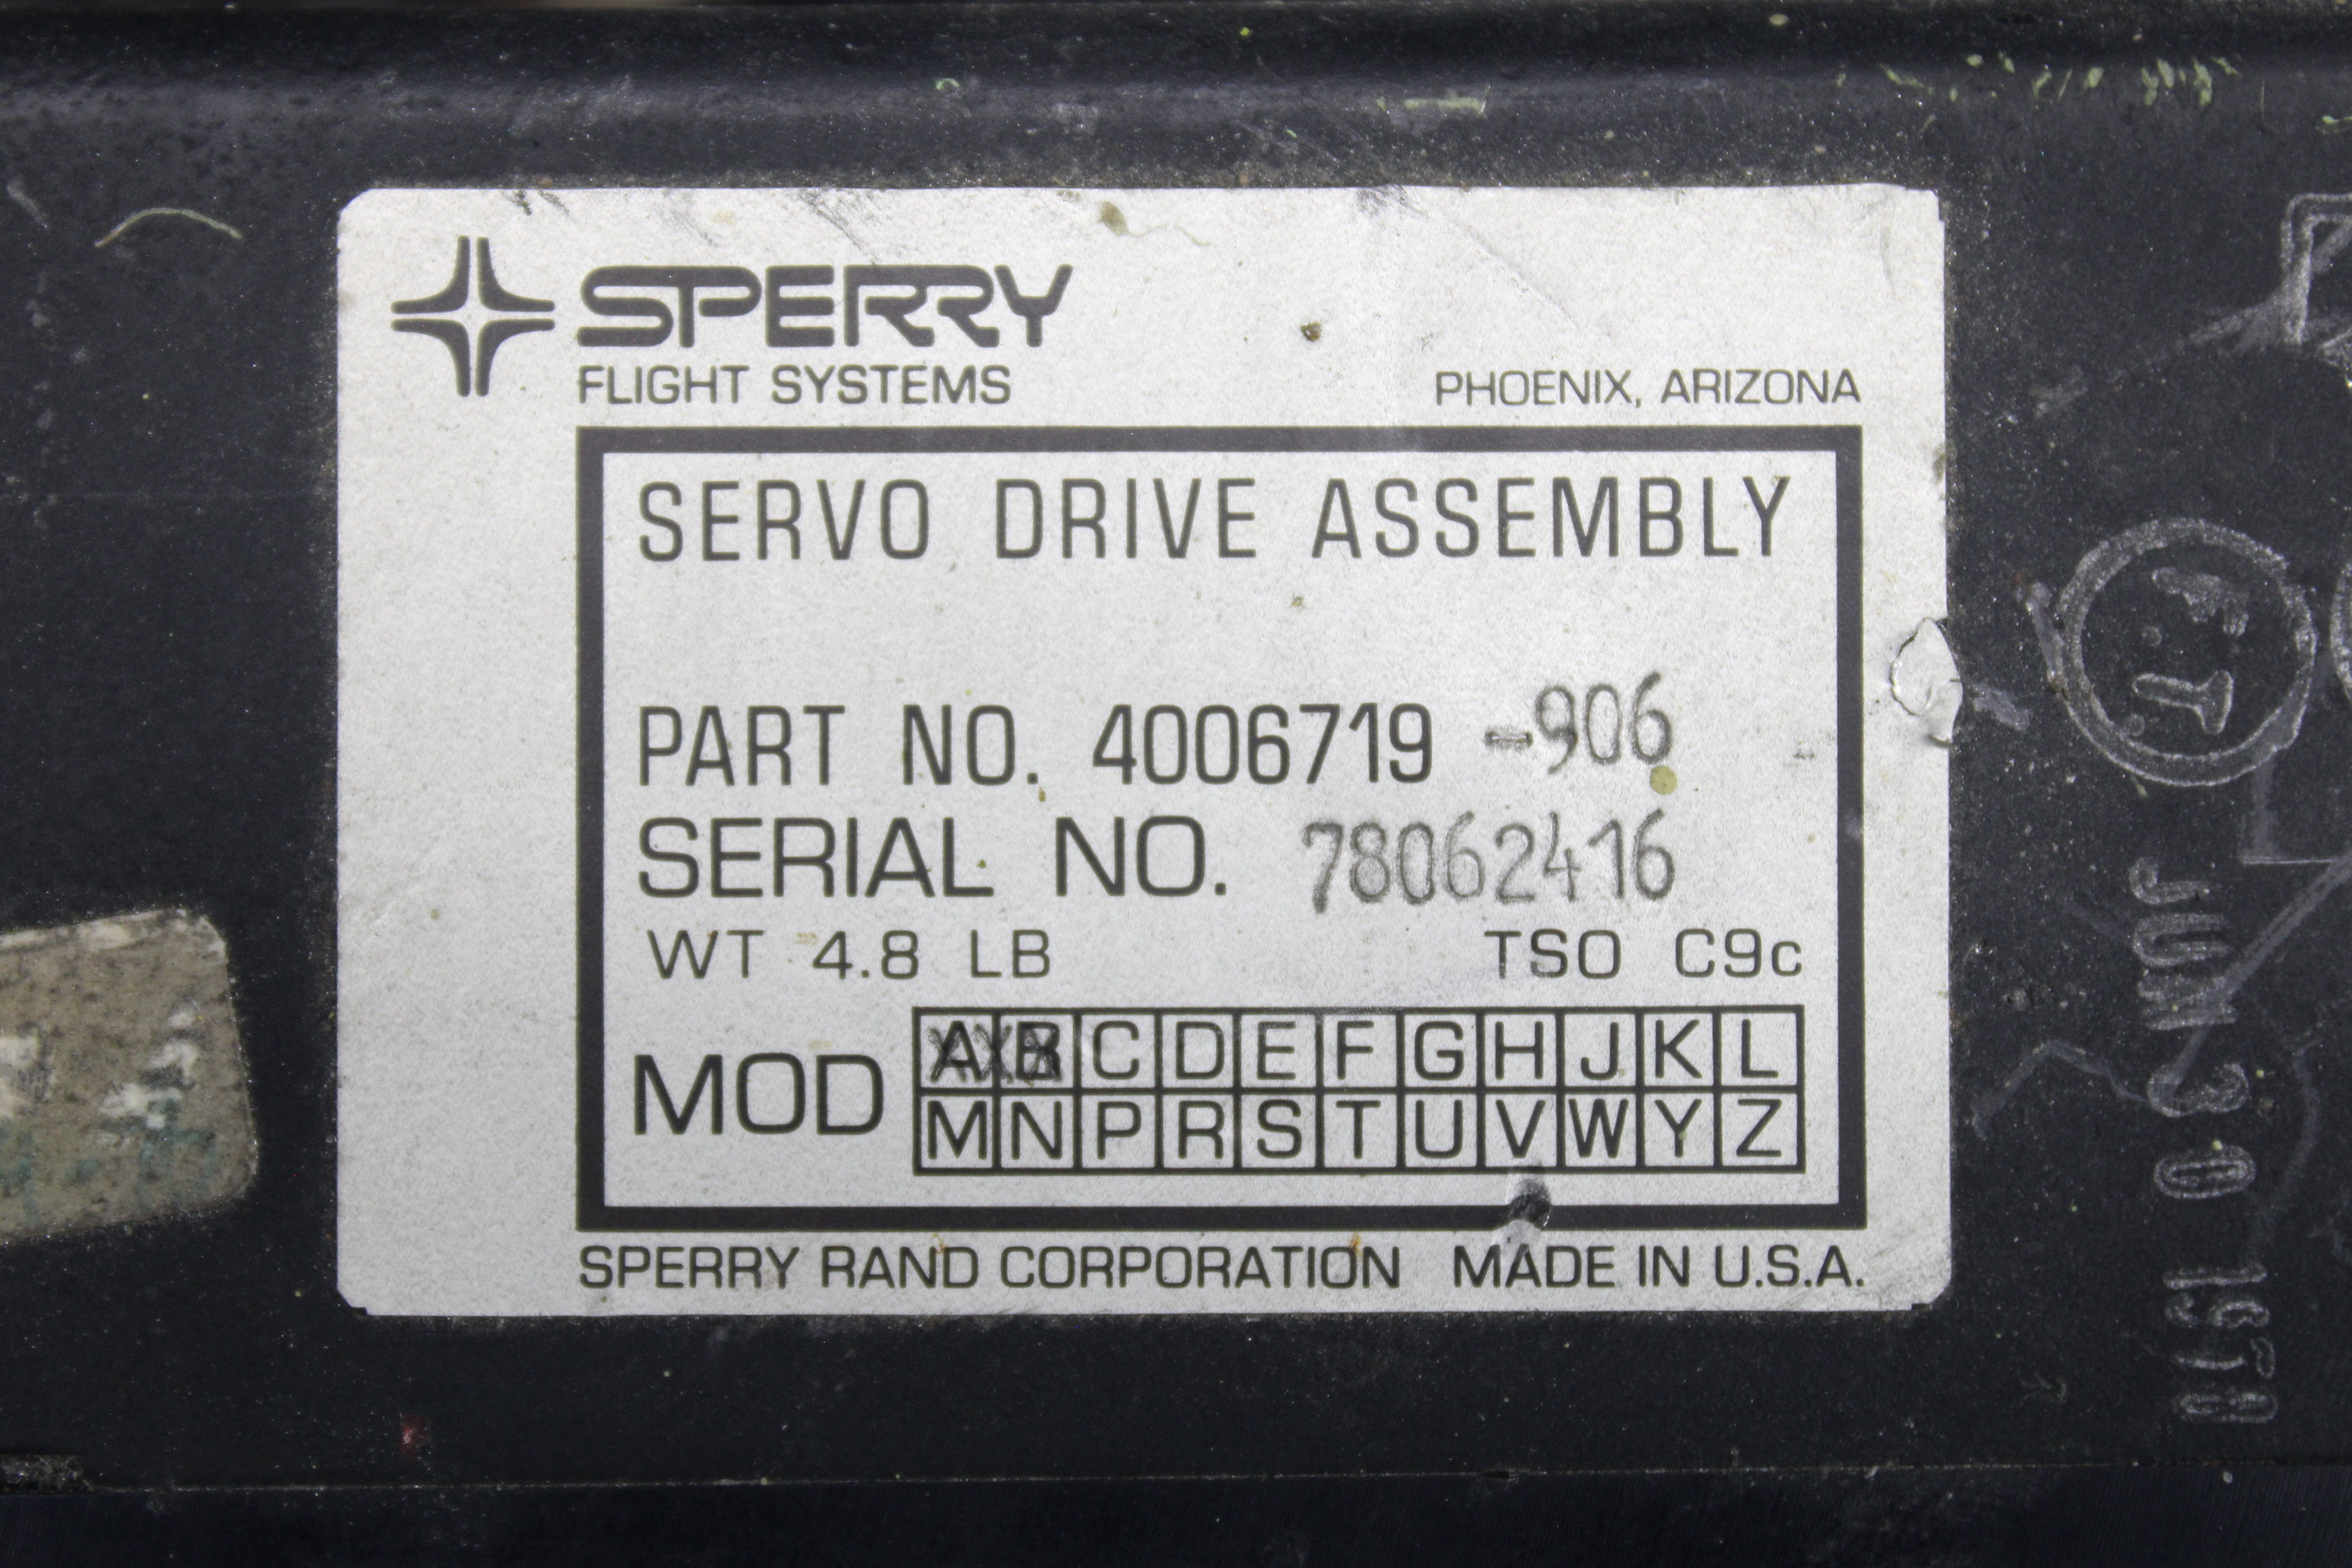 SPERRY
FLIGHT SYSTEMS PHOENIX, ARIZONA
SERVO DRIVE ASSEMBLY
PART NO. 4006719 -906
SERIAL NO. 78062416
WT 4.8 LB TSO C9c
MOD
A B C D E F G H J K L
M N P R S T U V W Y Z
SPERRY RAND CORPORATION MADE IN U.S.A.
F.T.
JUN 30 1978